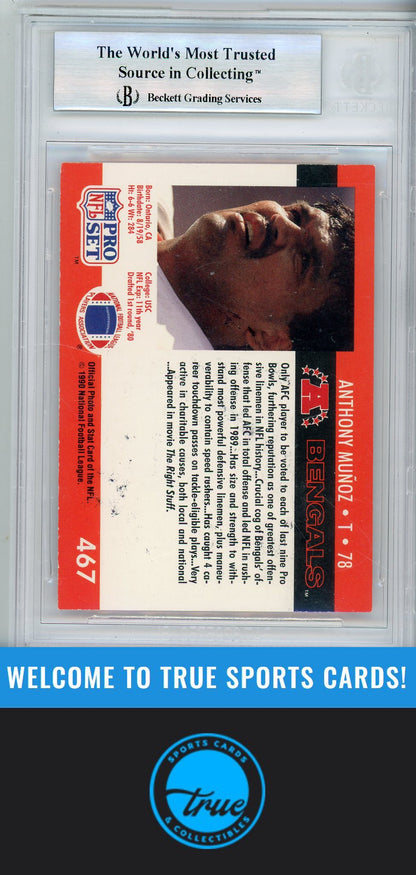 The World's Most Trusted
Source in Collecting™
B Beckett Grading Services
ANTHONY MUÑOZ • T • 78
A BENGALS™
Only AFC player to be voted to each of last nine Pro
Bowls, furthering reputation as one of greatest offen-
sive linemen in NFL history...Crucial cog of Bengals' of-
fense that led AFC in total offense and led NFL in rush-
ing offense in 1989...Has size and strength to with-
stand most powerful defensive linemen, plus maneu-
verability to contain speed rushers...Has caught 4 ca-
reer touchdown passes on tackle-eligible plays...Very
active in charitable causes, both local and national
...Appeared in movie The Right Stuff.
Born: Ontario, CA
Birthdate: 8/19/58
Ht: 6-6 Wt: 284
College: USC
NFL Exp: 11th year
Drafted 1st round, '80
PRO
NFL SET
™
NATIONAL FOOTBALL LEAGUE
PLAYERS ASSOCIATION
Official Photo and Stat Card of the NFL.
© 1990 National Football League.
467
WELCOME TO TRUE SPORTS CARDS!
SPORTS CARDS
True
& COLLECTIBLES